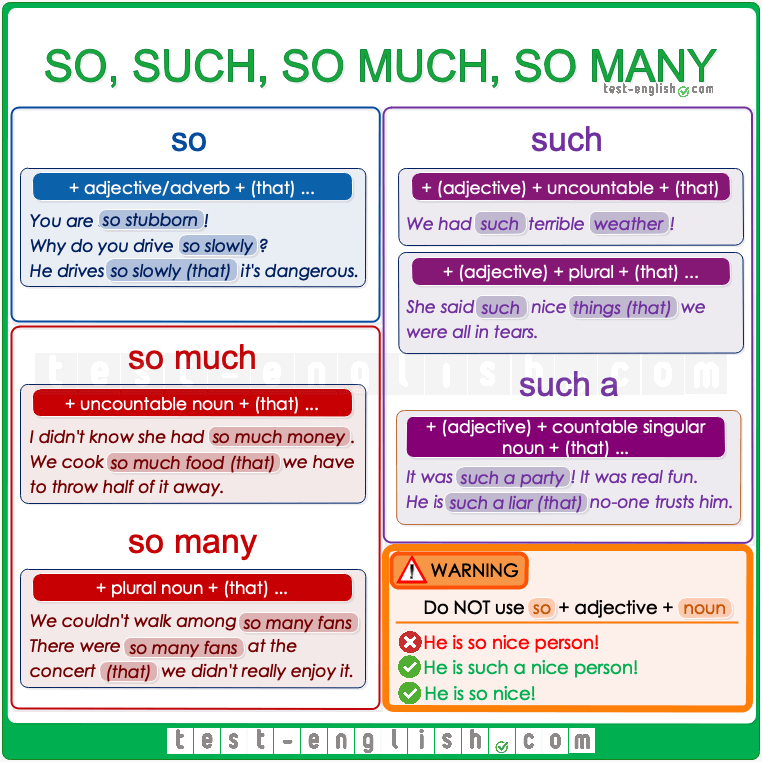 SO, SUCH, SO MUCH, SO MANY
test-english.com
so
+ adjective/adverb + (that) ...
You are so stubborn!
Why do you drive so slowly?
He drives so slowly (that) it's dangerous.
so much
+ uncountable noun + (that) ...
I didn't know she had so much money.
We cook so much food (that) we have
to throw half of it away.
so many
+ plural noun + (that) ...
We couldn't walk among so many fans
There were so many fans at the
concert (that) we didn't really enjoy it.
such
+ (adjective) + uncountable + (that)
We had such terrible weather!
+ (adjective) + plural + (that) ...
She said such nice things (that) we
were all in tears.
such a
+ (adjective) + countable singular
noun + (that) ...
It was such a party! It was real fun.
He is such a liar (that) no-one trusts him.
WARNING
Do NOT use so + adjective + noun
He is so nice person!
He is such a nice person!
He is so nice!
test-english.com
test-english.com